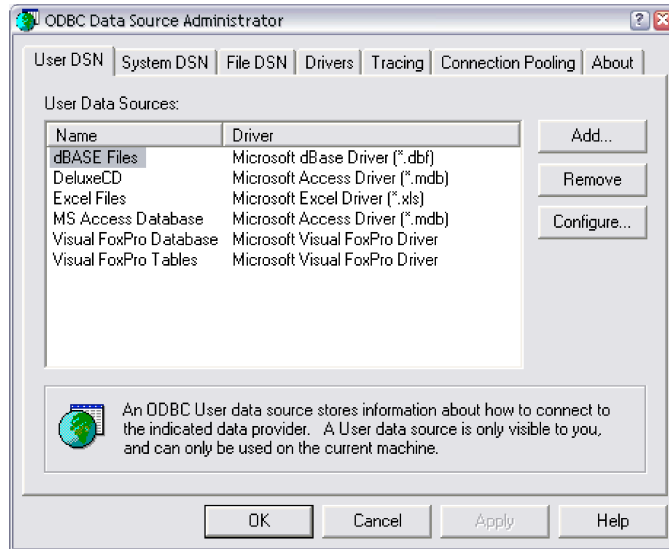 ODBC Data Source Administrator
User DSN System DSN File DSN Drivers Tracing Connection Pooling About
User Data Sources:
Name Driver
dBASE Files Microsoft dBase Driver (*.dbf)
DeluxeCD Microsoft Access Driver (*.mdb)
Excel Files Microsoft Excel Driver (*.xls)
MS Access Database Microsoft Access Driver (*.mdb)
Visual FoxPro Database Microsoft Visual FoxPro Driver
Visual FoxPro Tables Microsoft Visual FoxPro Driver
Add...
Remove
Configure...
An ODBC User data source stores information about how to connect to
the indicated data provider. A User data source is only visible to you,
and can only be used on the current machine.
OK Cancel Apply Help